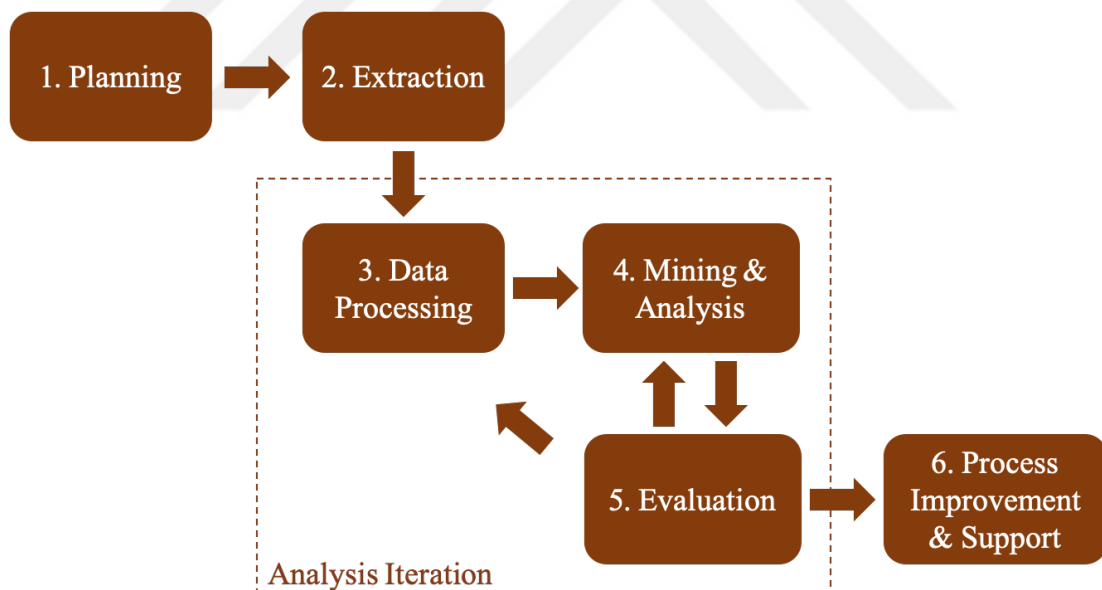 1. Planning
2. Extraction
3. Data
Processing
4. Mining &
Analysis
5. Evaluation
6. Process
Improvement
& Support
Analysis Iteration